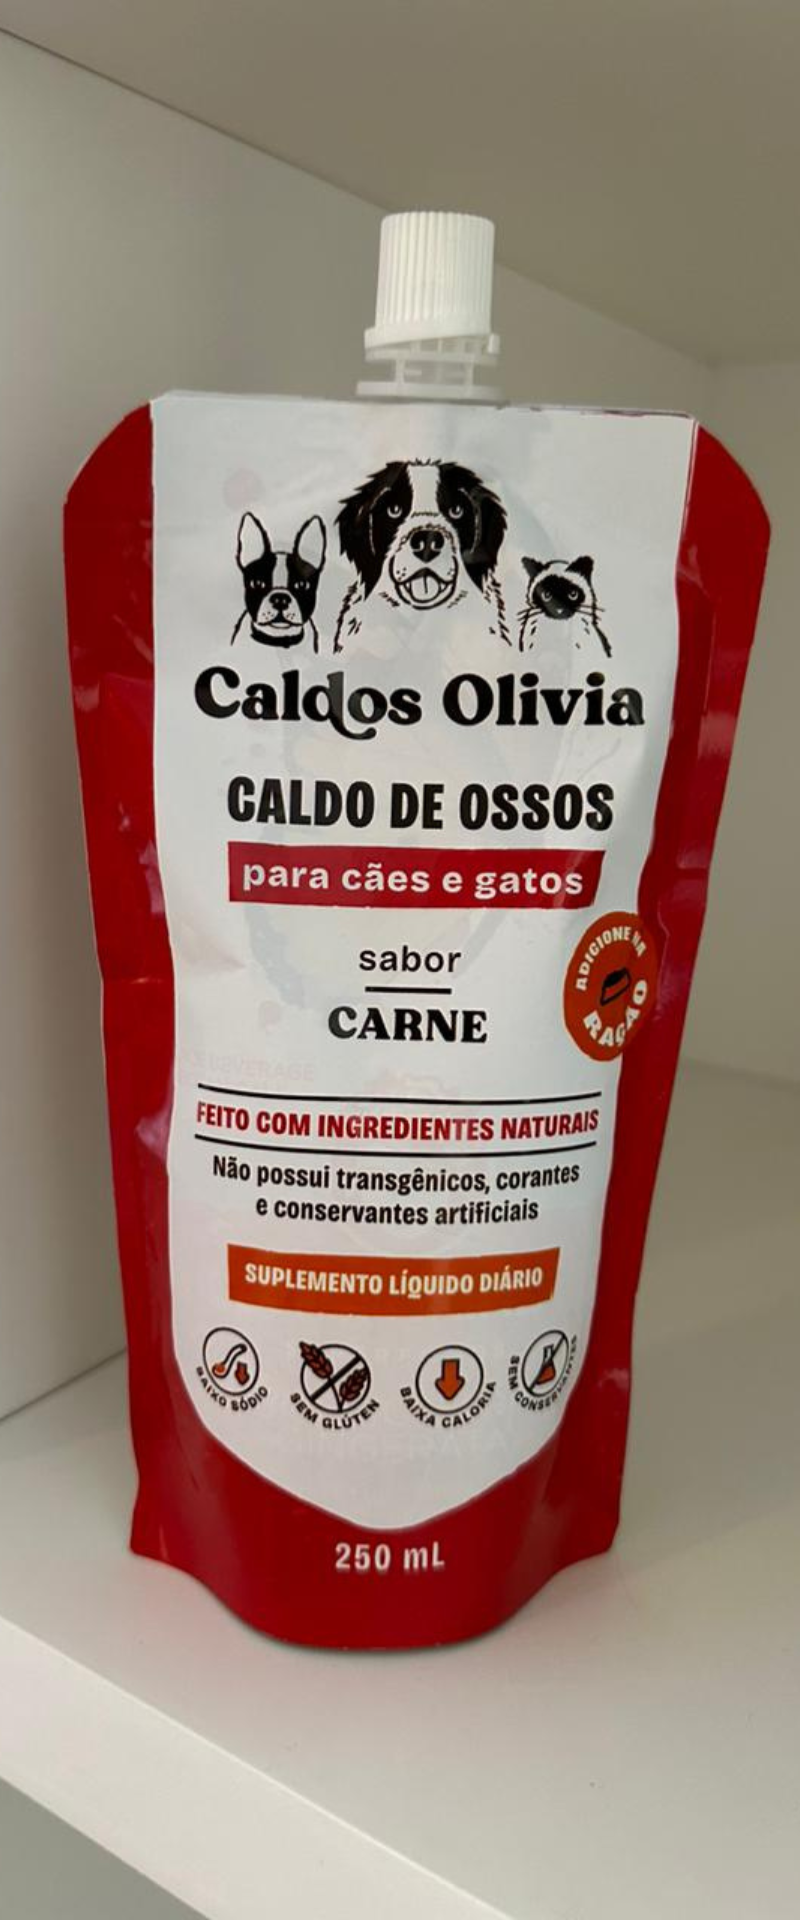 Caldos Olivia
CALDO DE OSSOS
para cães e gatos
sabor
CARNE
ADICIONE NA
RAÇÃO
FEITO COM INGREDIENTES NATURAIS
Não possui transgênicos, corantes
e conservantes artificiais
SUPLEMENTO LÍQUIDO DIÁRIO
BAIXO SÓDIO
SEM GLÚTEN
BAIXA CALORIA
SEM CONSERVANTES
250 mL